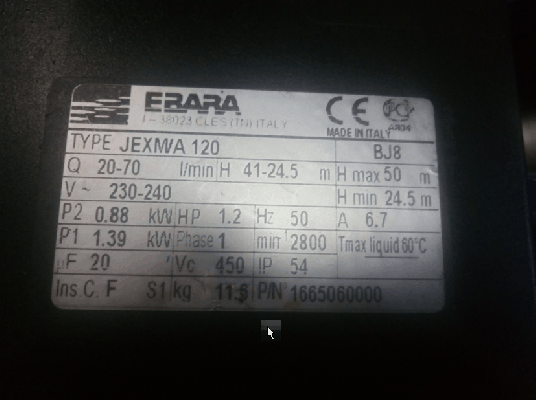 EBARA
I - 38023 CLES (TN) ITALY
CE
MADE IN ITALY
TYPE JEXM/A 120 BJ8
Q 20-70 l/min H 41-24.5 m H max 50 m
V ~ 230-240 H min 24.5 m
P2 0.88 kW HP 1.2 Hz 50 A 6.7
P1 1.39 kW Phase 1 min 2800 Tmax liquid 60°C
µF 20 Vc 450 IP 54
Ins C. F S1 kg 11.6 P/N 1665060000